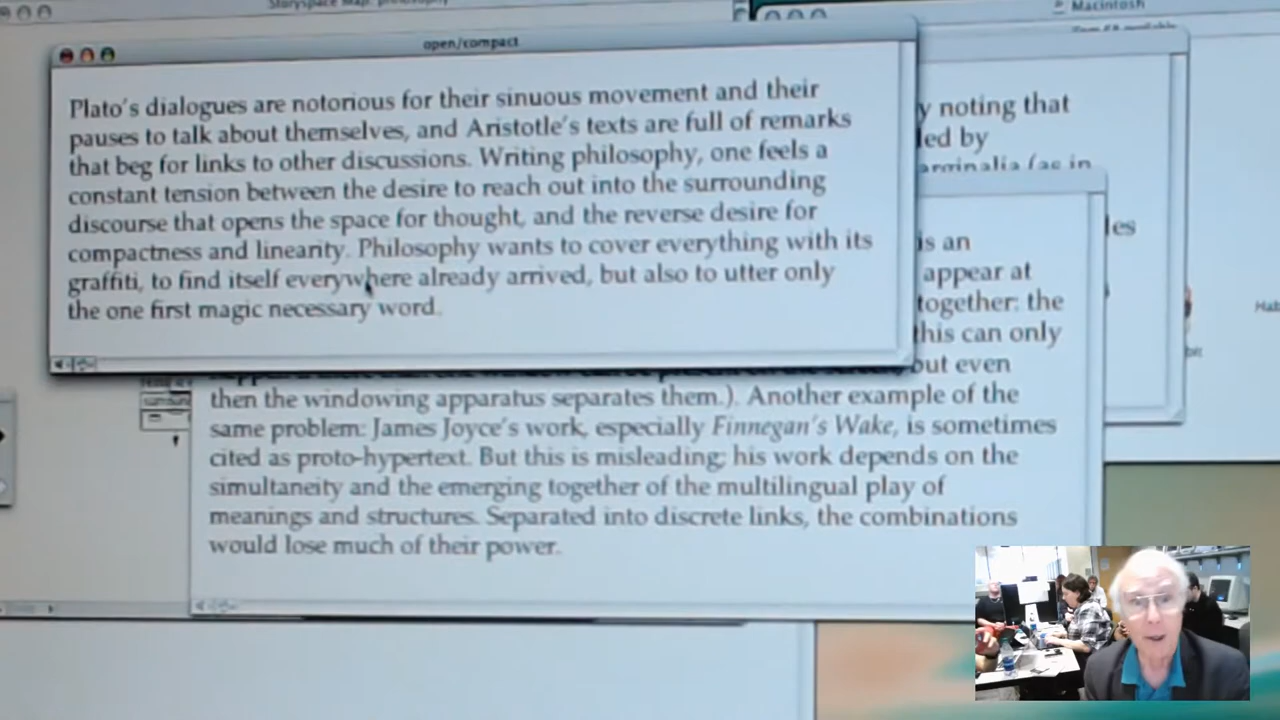 Storyspace Map: philosophy
Macintosh
open/compact
Plato's dialogues are notorious for their sinuous movement and their
pauses to talk about themselves, and Aristotle's texts are full of remarks
that beg for links to other discussions. Writing philosophy, one feels a
constant tension between the desire to reach out into the surrounding
discourse that opens the space for thought, and the reverse desire for
compactness and linearity. Philosophy wants to cover everything with its
graffiti, to find itself everywhere already arrived, but also to utter only
the one first magic necessary word.
y noting that
led by
arginalia (as in
les
is an
appear at
together: the
this can only
but even
then the windowing apparatus separates them.). Another example of the
same problem: James Joyce's work, especially Finnegan's Wake, is sometimes
cited as proto-hypertext. But this is misleading; his work depends on the
simultaneity and the emerging together of the multilingual play of
meanings and structures. Separated into discrete links, the combinations
would lose much of their power.